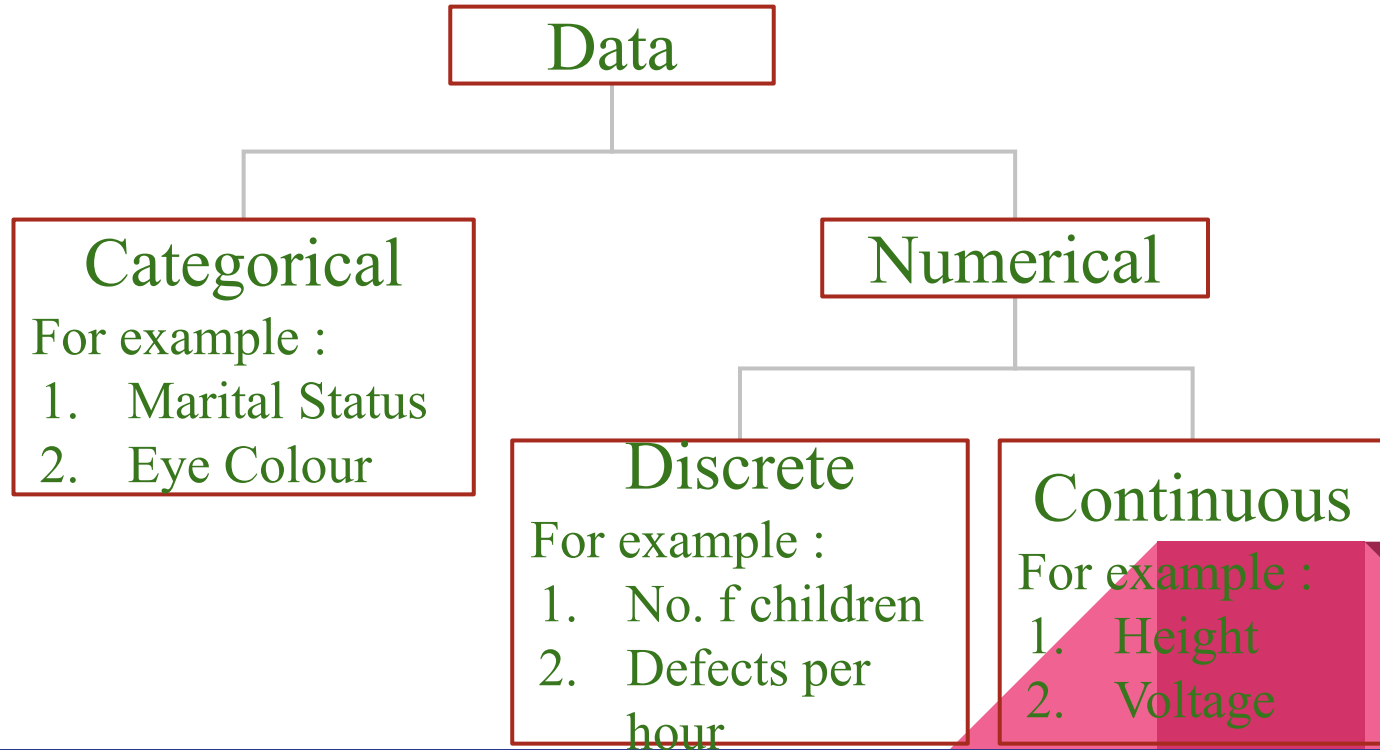 Data
Categorical
For example :
1. Marital Status
2. Eye Colour
Numerical
Discrete
For example :
1. No. f children
2. Defects per
hour
Continuous
For example :
1. Height
2. Voltage